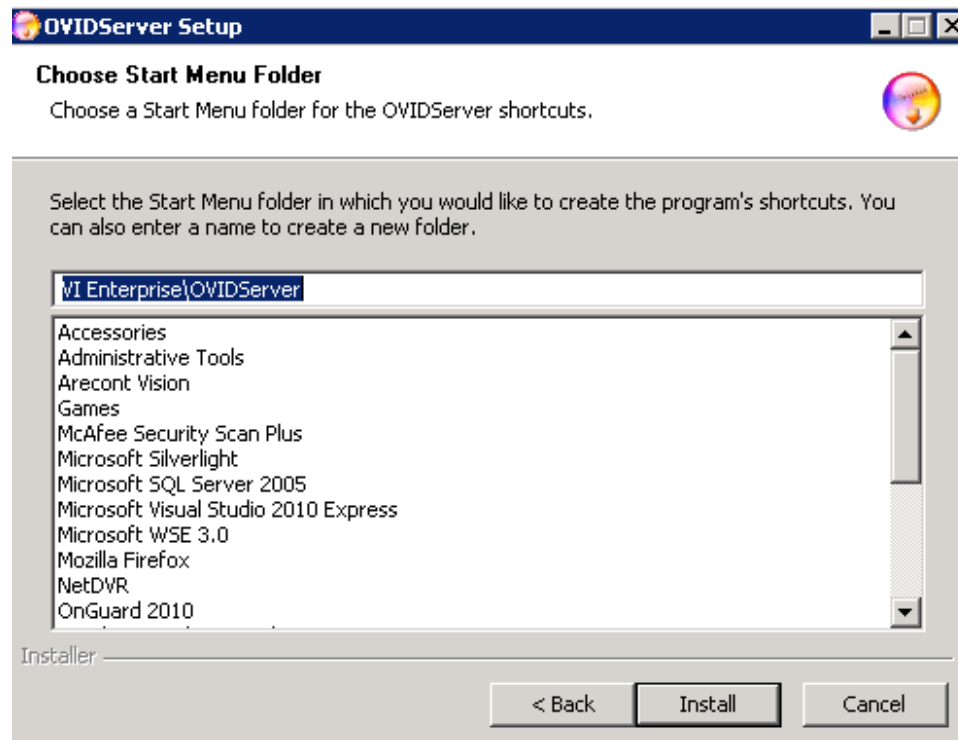 OVIDServer Setup
Choose Start Menu Folder
Choose a Start Menu folder for the OVIDServer shortcuts.
Select the Start Menu folder in which you would like to create the program's shortcuts. You
can also enter a name to create a new folder.
VI Enterprise\OVIDServer
Accessories
Administrative Tools
Arecont Vision
Games
McAfee Security Scan Plus
Microsoft Silverlight
Microsoft SQL Server 2005
Microsoft Visual Studio 2010 Express
Microsoft WSE 3.0
Mozilla Firefox
NetDVR
OnGuard 2010
Installer
< Back Install Cancel